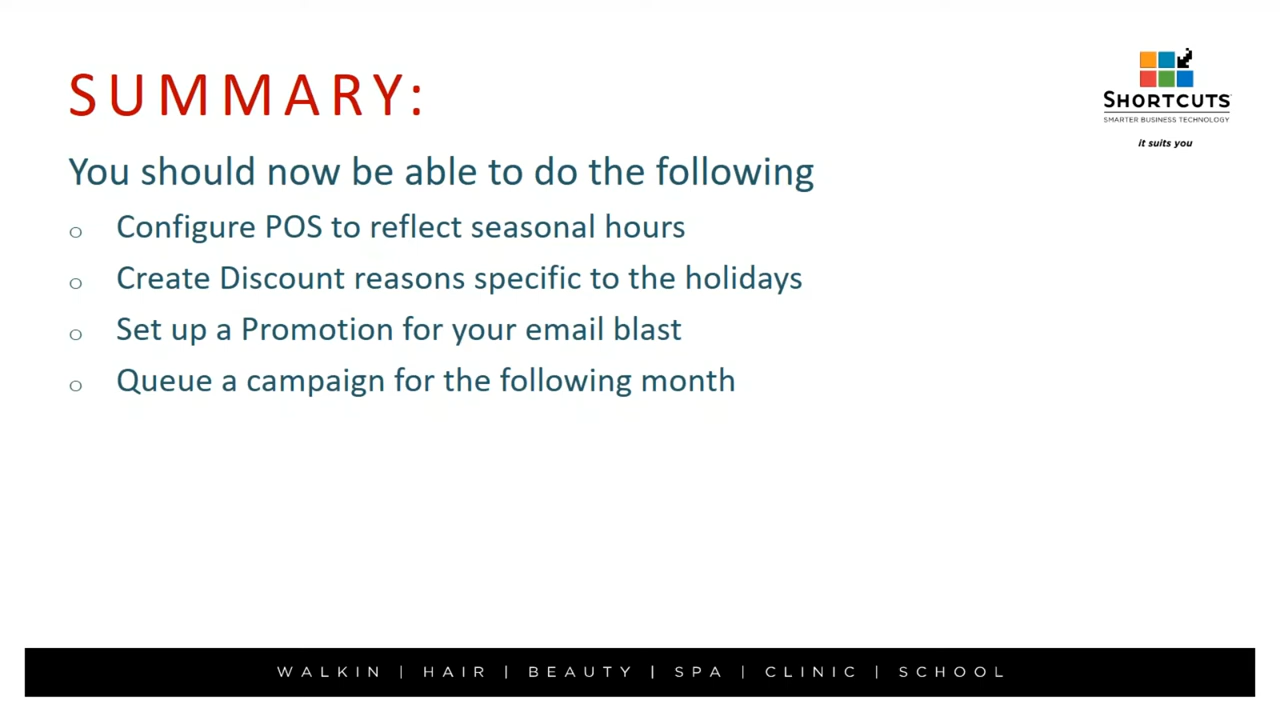 SUMMARY:
SHORTCUTS
SMARTER BUSINESS TECHNOLOGY
it suits you
You should now be able to do the following
o Configure POS to reflect seasonal hours
o Create Discount reasons specific to the holidays
o Set up a Promotion for your email blast
o Queue a campaign for the following month
WALKIN | HAIR | BEAUTY | SPA | CLINIC | SCHOOL